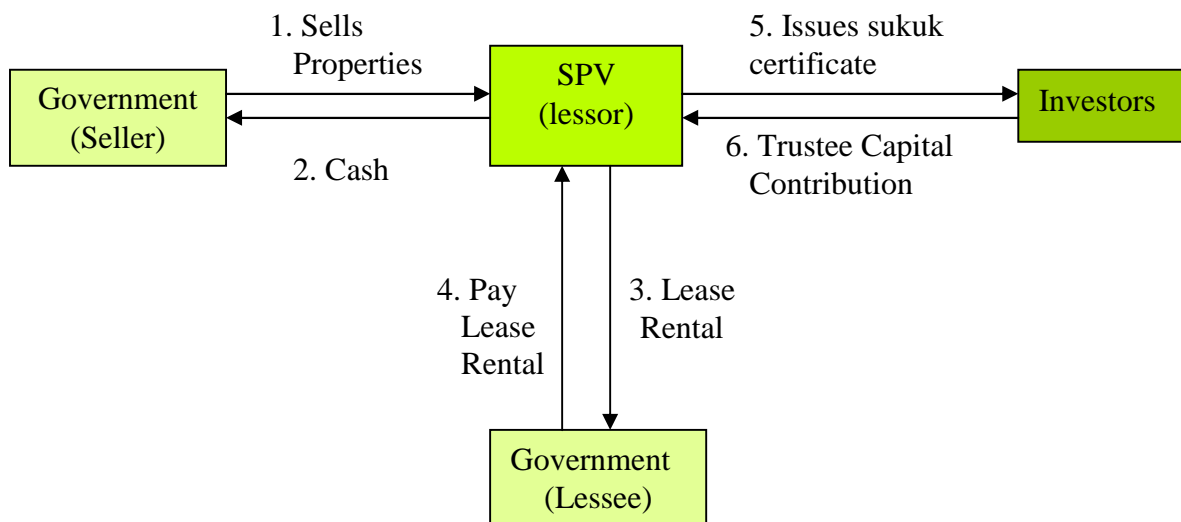 1. Sells
Properties
Government
(Seller)
2. Cash
SPV
(lessor)
5. Issues sukuk
certificate
Investors
6. Trustee Capital
Contribution
4. Pay
Lease
Rental
3. Lease
Rental
Government
(Lessee)